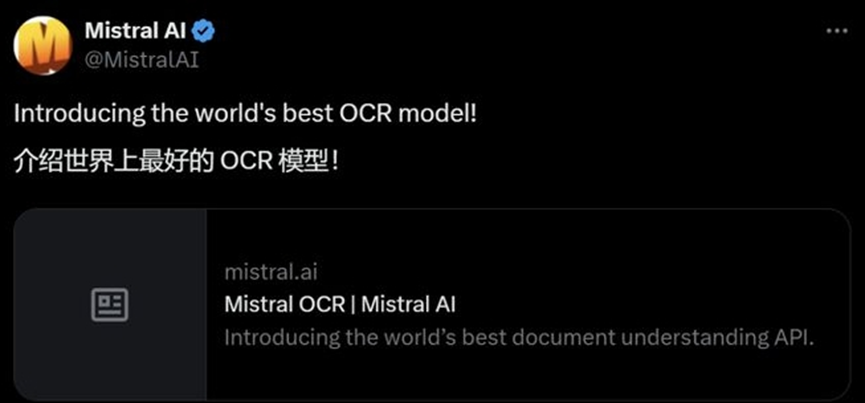 Mistral AI
@MistralAI
Introducing the world's best OCR model!
介绍世界上最好的 OCR 模型！
mistral.ai
Mistral OCR | Mistral AI
Introducing the world’s best document understanding API.